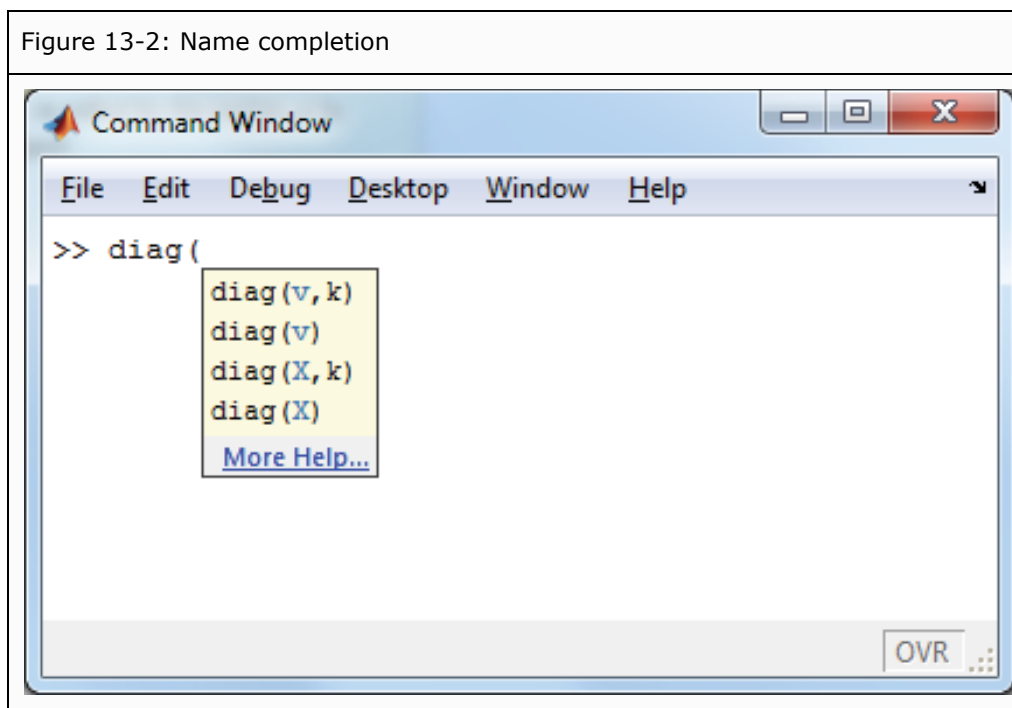 Figure 13-2: Name completion
Command Window
File Edit Debug Desktop Window Help
>> diag(
diag(v,k)
diag(v)
diag(X,k)
diag(X)
More Help...
OVR